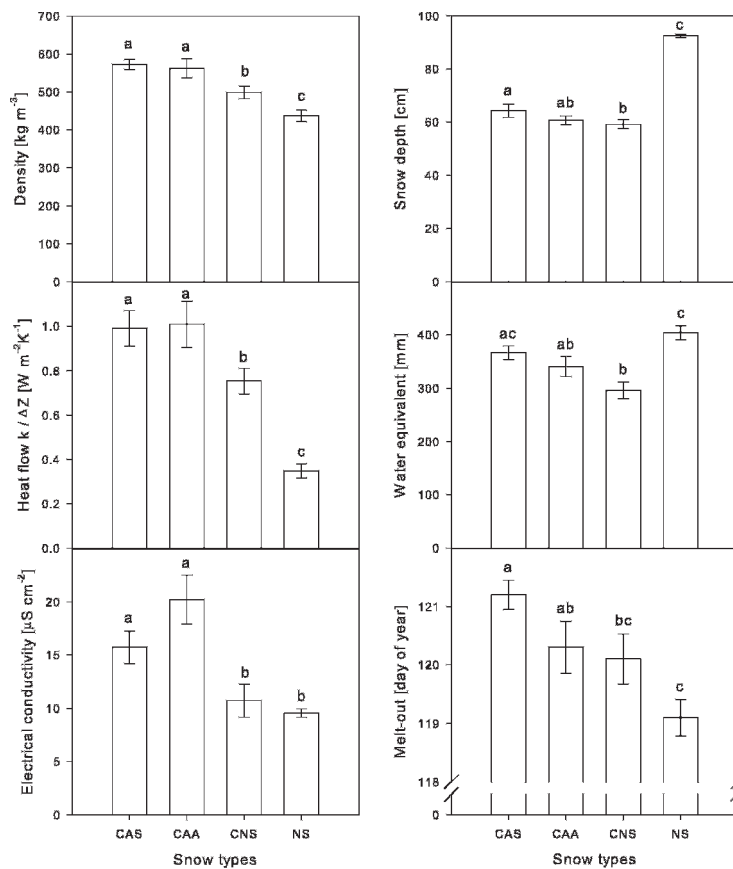 700
600
500
400
300
200
100
0
Density [kg m-3]
a
a
b
c
100
80
60
40
20
0
Snow depth [cm]
a
ab
b
c
1.0
0.8
0.6
0.4
0.2
0.0
Heat flow k / ΔZ [W m-2K-1]
a
a
b
c
400
300
200
100
0
Water equivalent [mm]
ac
ab
b
c
20
15
10
5
0
Electrical conductivity [µS cm-2]
a
a
b
b
CAS CAA CNS NS
Snow types
121
120
119
118
0
Melt-out [day of year]
a
ab
bc
c
CAS CAA CNS NS
Snow types